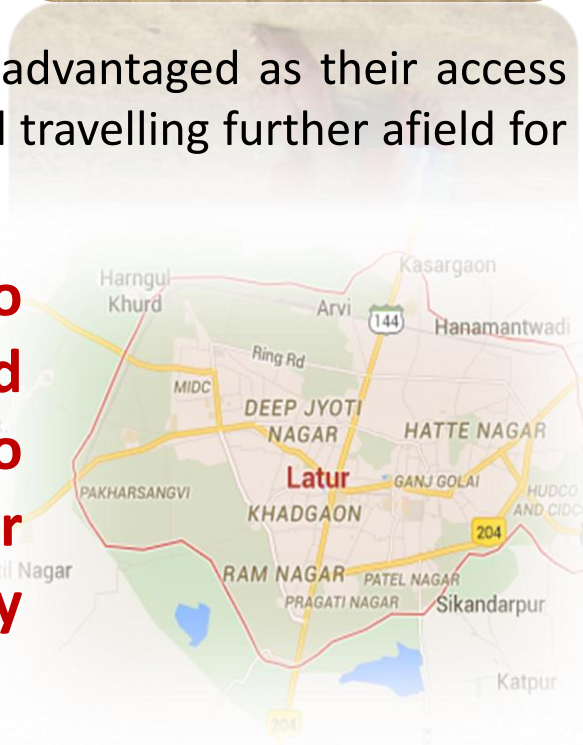 advantaged as their access
travelling further afield for
Kasargaon
Harngul
Khurd
o
Arvi
144
Hanamantwadi
Ring Rd
d
MIDC
DEEP JYOTI
NAGAR
HATTE NAGAR
o
Latur
GANJ GOLAI
PAKHARSANGVI
HUDCO
AND CIDC
KHADGAON
r
204
Nagar
RAM NAGAR
PATEL NAGAR
PRAGATI NAGAR
Sikandarpur
y
Katpur
204